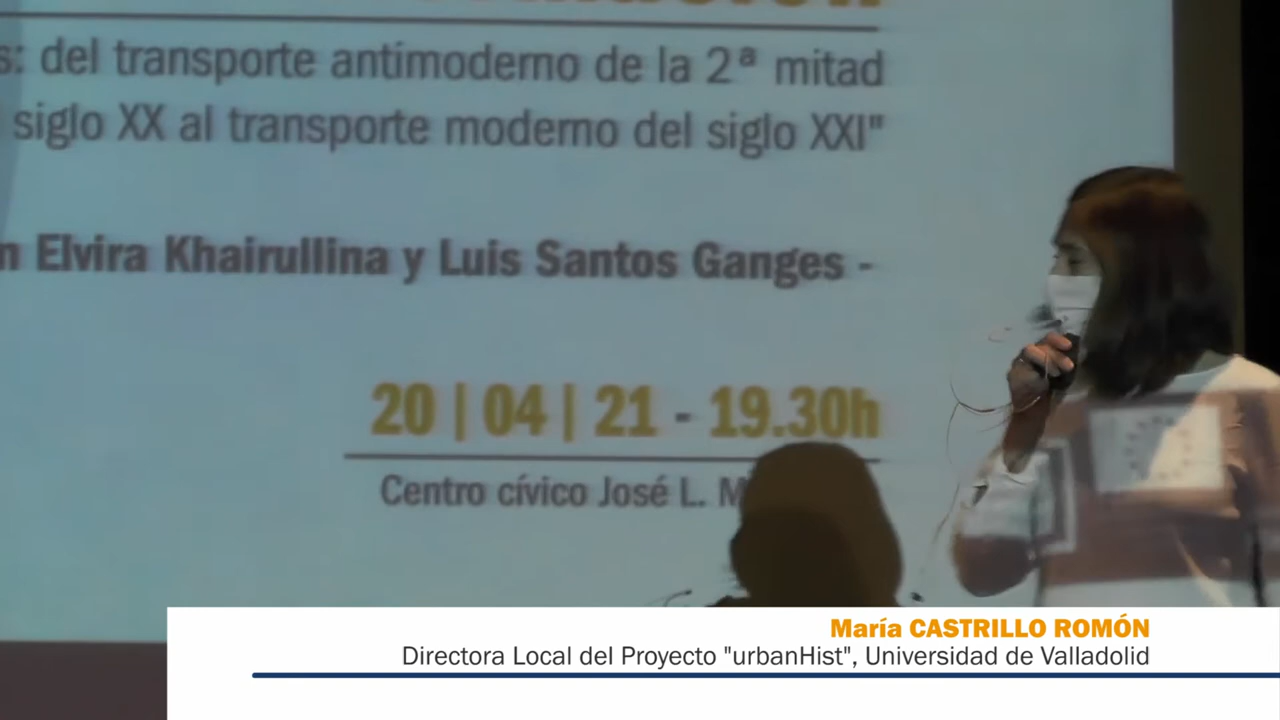 s: del transporte antimoderno de la 2ª mitad
siglo XX al transporte moderno del siglo XXI"
Elvira Khairullina y Luis Santos Ganges -
20 | 04 | 21 - 19.30h
Centro cívico José L. M
María CASTRILLO ROMÓN
Directora Local del Proyecto "urbanHist", Universidad de Valladolid